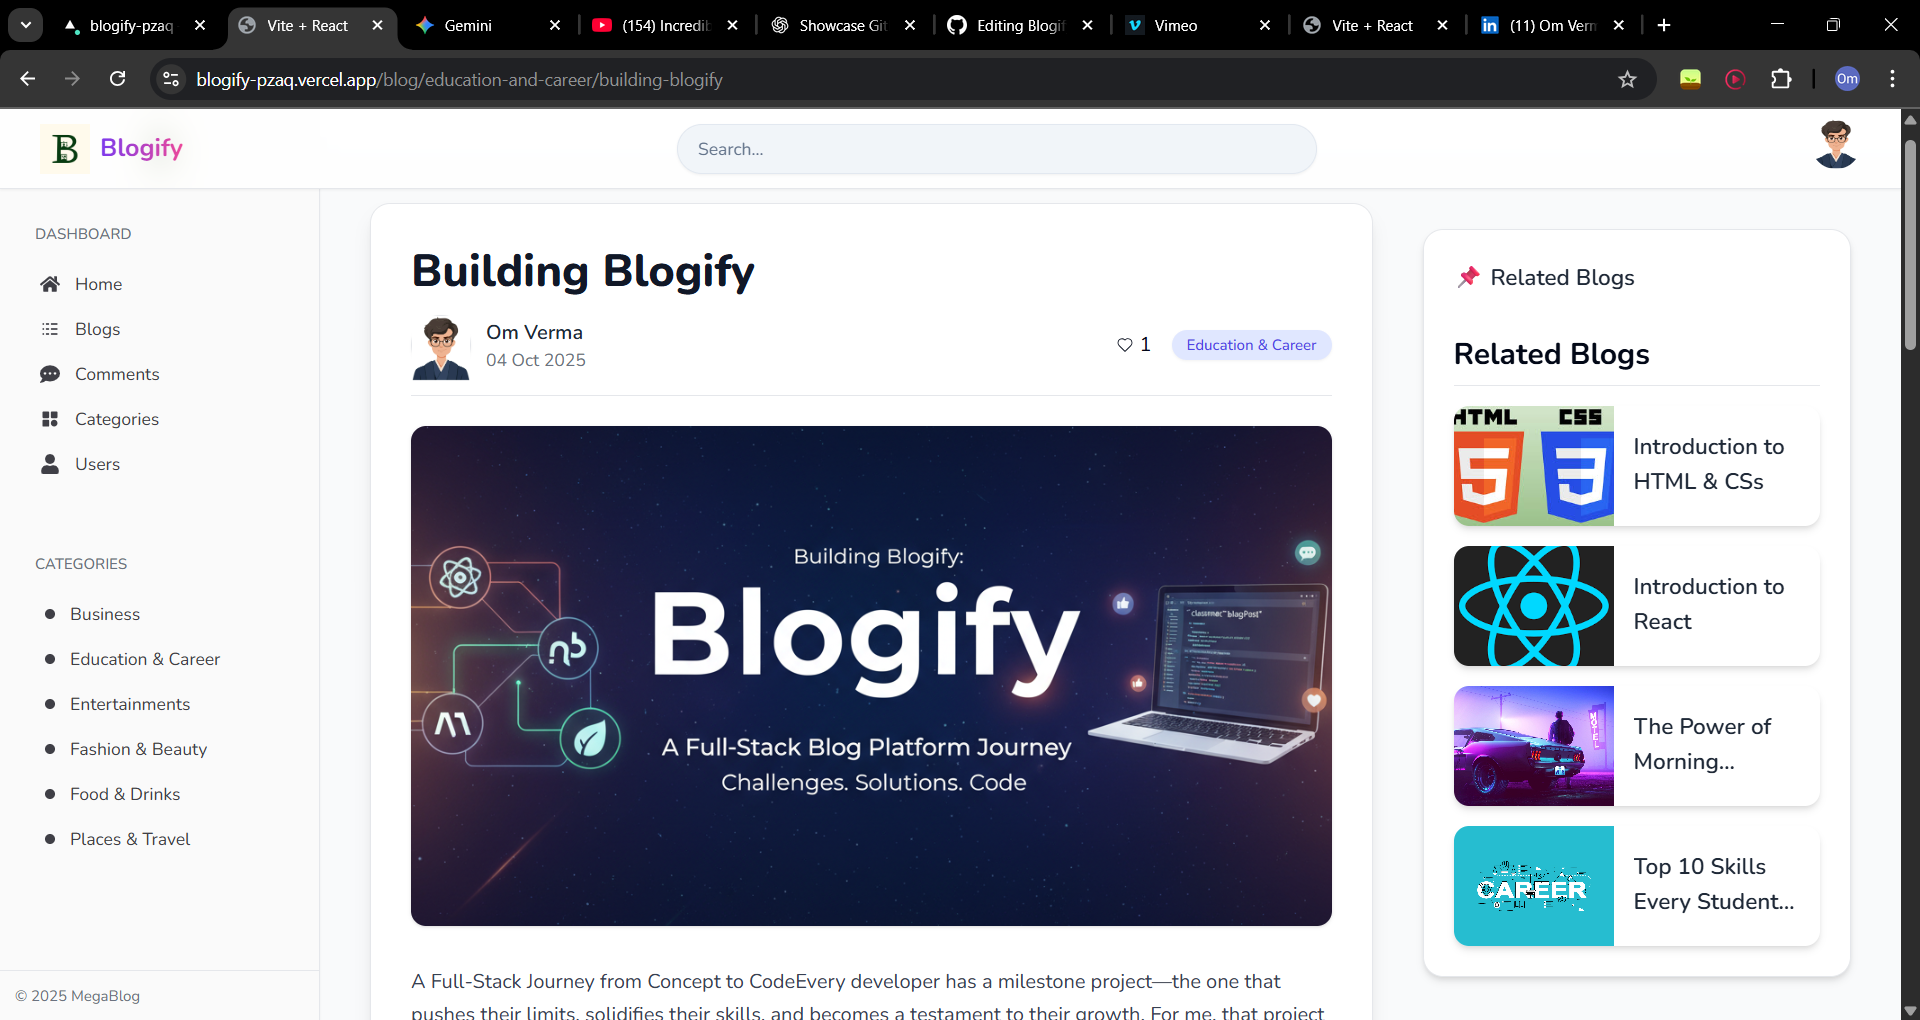 blogify-pzaq
Vite + React
Gemini
(154) Incredib
Showcase Git
Editing Blogif
Vimeo
Vite + React
(11) Om Verm
blogify-pzaq.vercel.app/blog/education-and-career/building-blogify
Om
B Blogify
Search...
DASHBOARD
Home
Blogs
Comments
Categories
Users
CATEGORIES
Business
Education & Career
Entertainments
Fashion & Beauty
Food & Drinks
Places & Travel
© 2025 MegaBlog
Building Blogify
Om Verma
04 Oct 2025
1
Education & Career
Building Blogify:
Blogify
A Full-Stack Blog Platform Journey
Challenges. Solutions. Code
A Full-Stack Journey from Concept to CodeEvery developer has a milestone project—the one that
pushes their limits, solidifies their skills, and becomes a testament to their growth. For me, that project
Related Blogs
Related Blogs
HTML CSS
Introduction to
HTML & CSs
Introduction to
React
MOTEL
The Power of
Morning...
CAREER
Top 10 Skills
Every Student...